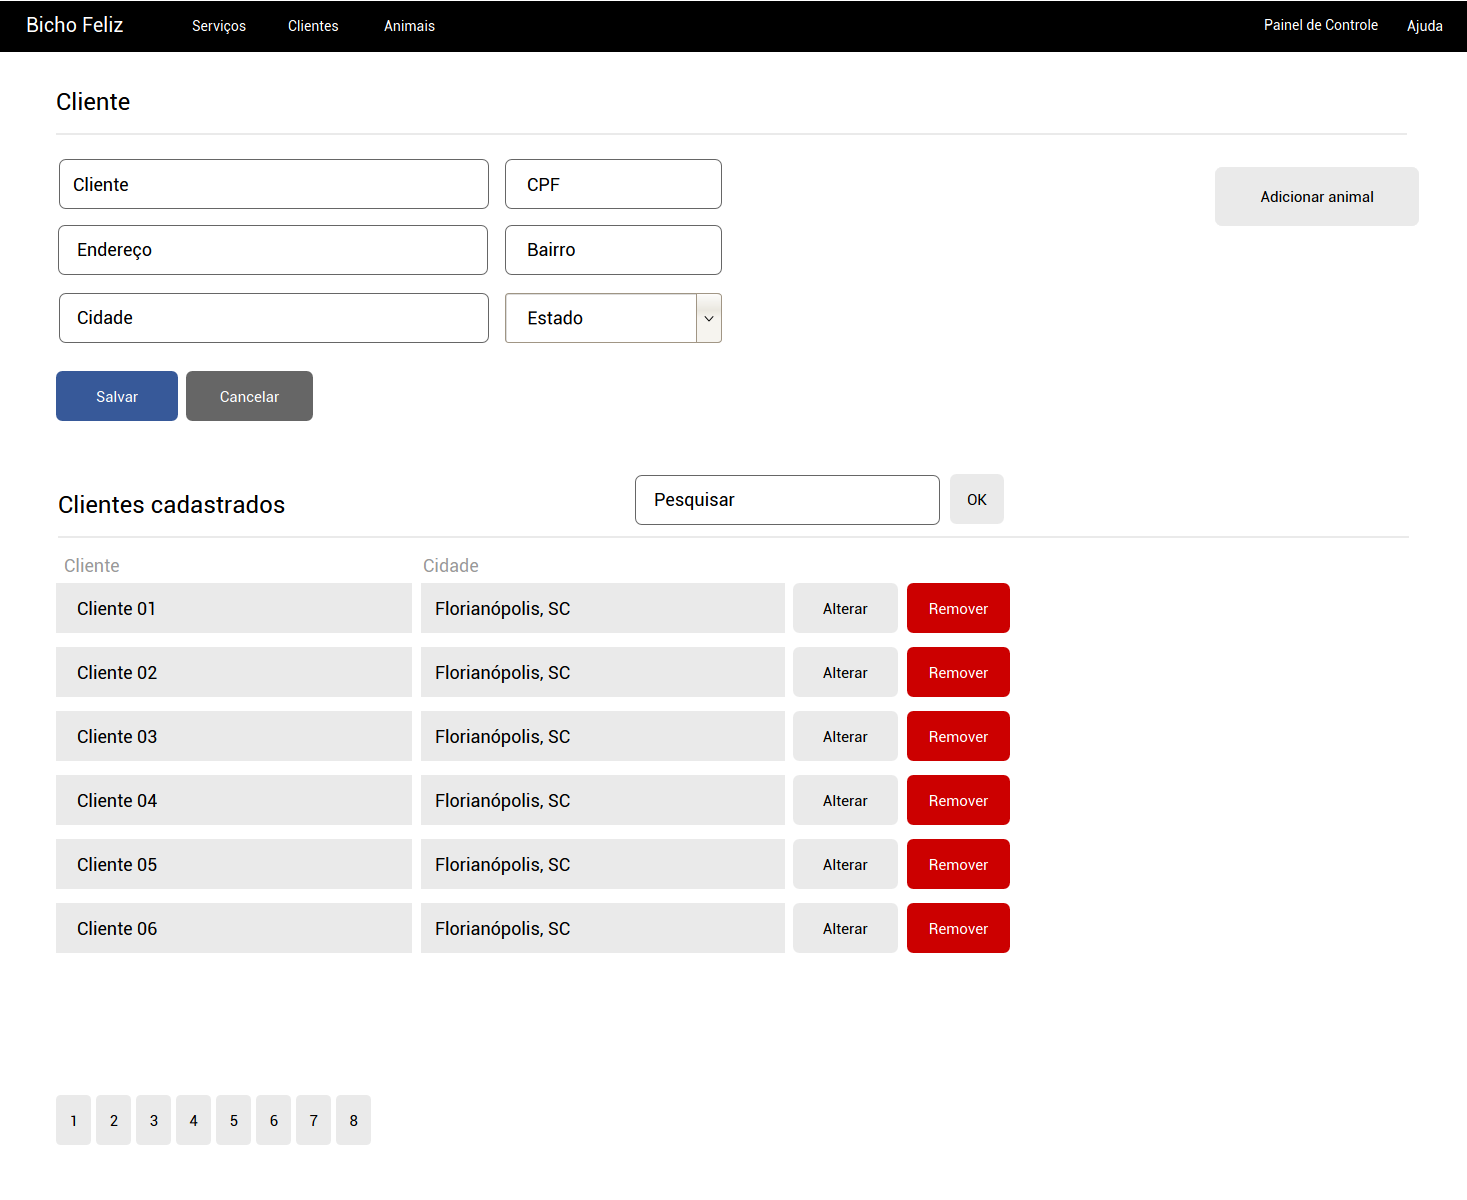 Bicho Feliz Serviços Clientes Animais Painel de Controle Ajuda
Cliente
Cliente CPF
Adicionar animal
Endereço Bairro
Cidade Estado
Salvar Cancelar
Clientes cadastrados Pesquisar OK
Cliente Cidade
Cliente 01 Florianópolis, SC Alterar Remover
Cliente 02 Florianópolis, SC Alterar Remover
Cliente 03 Florianópolis, SC Alterar Remover
Cliente 04 Florianópolis, SC Alterar Remover
Cliente 05 Florianópolis, SC Alterar Remover
Cliente 06 Florianópolis, SC Alterar Remover
1 2 3 4 5 6 7 8